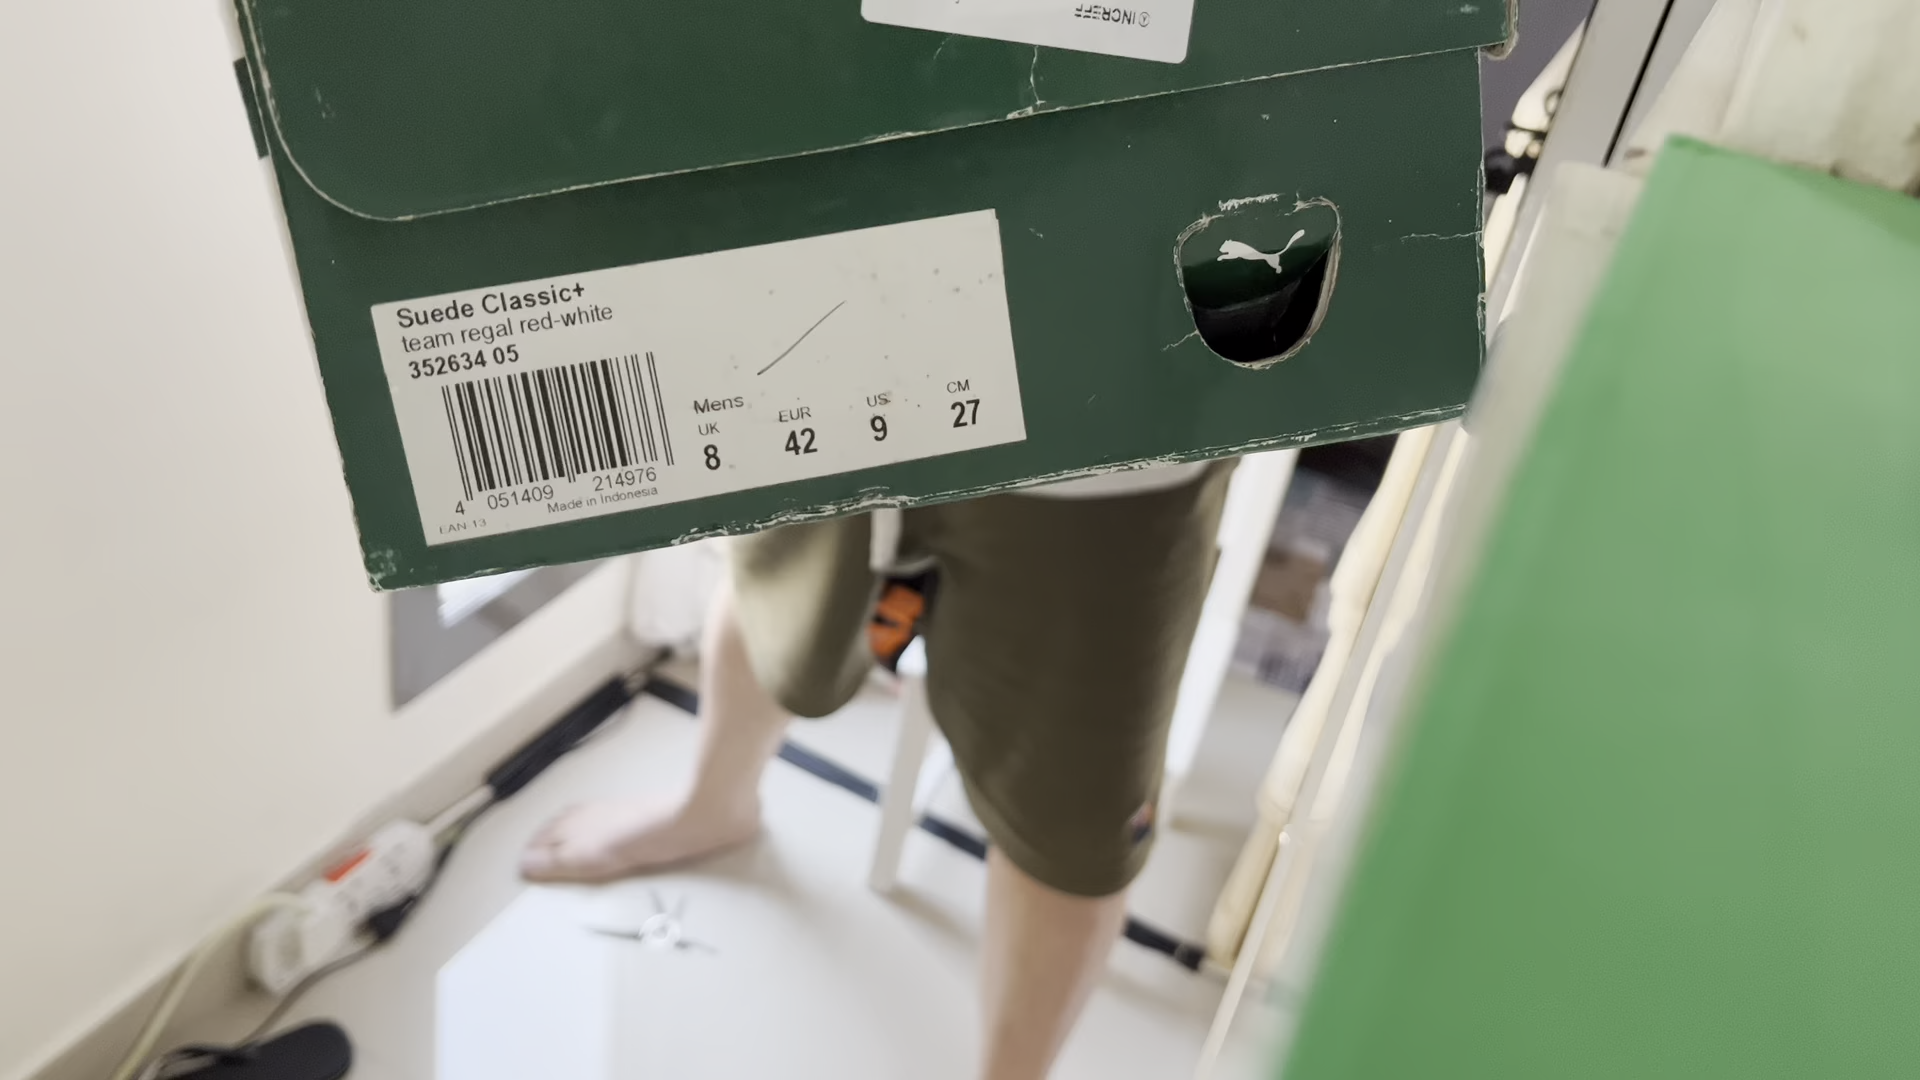 INCREFF
Suede Classic+
team regal red-white
352634 05
Mens
UK EUR US CM
8 42 9 27
4 051409 214976
Made in Indonesia
EAN 13